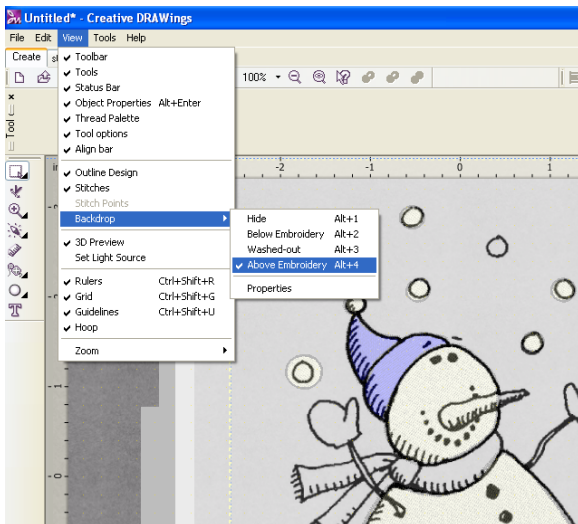 Untitled* - Creative DRAWings
File Edit View Tools Help
Create
100%
Tool
Toolbar
Tools
Status Bar
Object Properties Alt+Enter
Thread Palette
Tool options
Align bar
Outline Design
Stitches
Stitch Points
Backdrop
3D Preview
Set Light Source
Rulers Ctrl+Shift+R
Grid Ctrl+Shift+G
Guidelines Ctrl+Shift+U
Hoop
Zoom
Hide Alt+1
Below Embroidery Alt+2
Washed-out Alt+3
Above Embroidery Alt+4
Properties
-2 -1 0 1